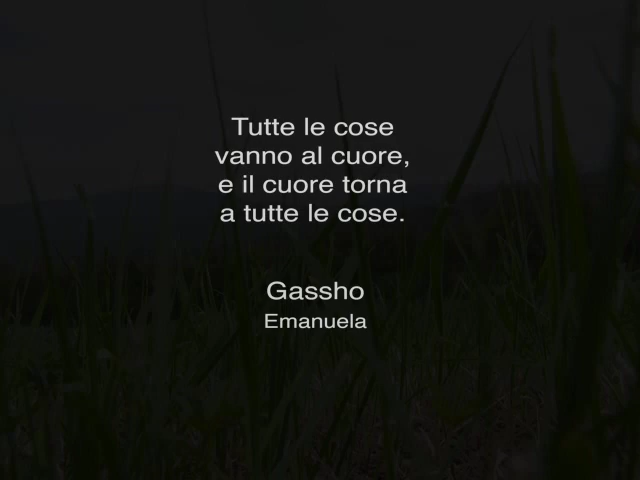 Tutte le cose
vanno al cuore,
e il cuore torna
a tutte le cose.
Gassho
Emanuela